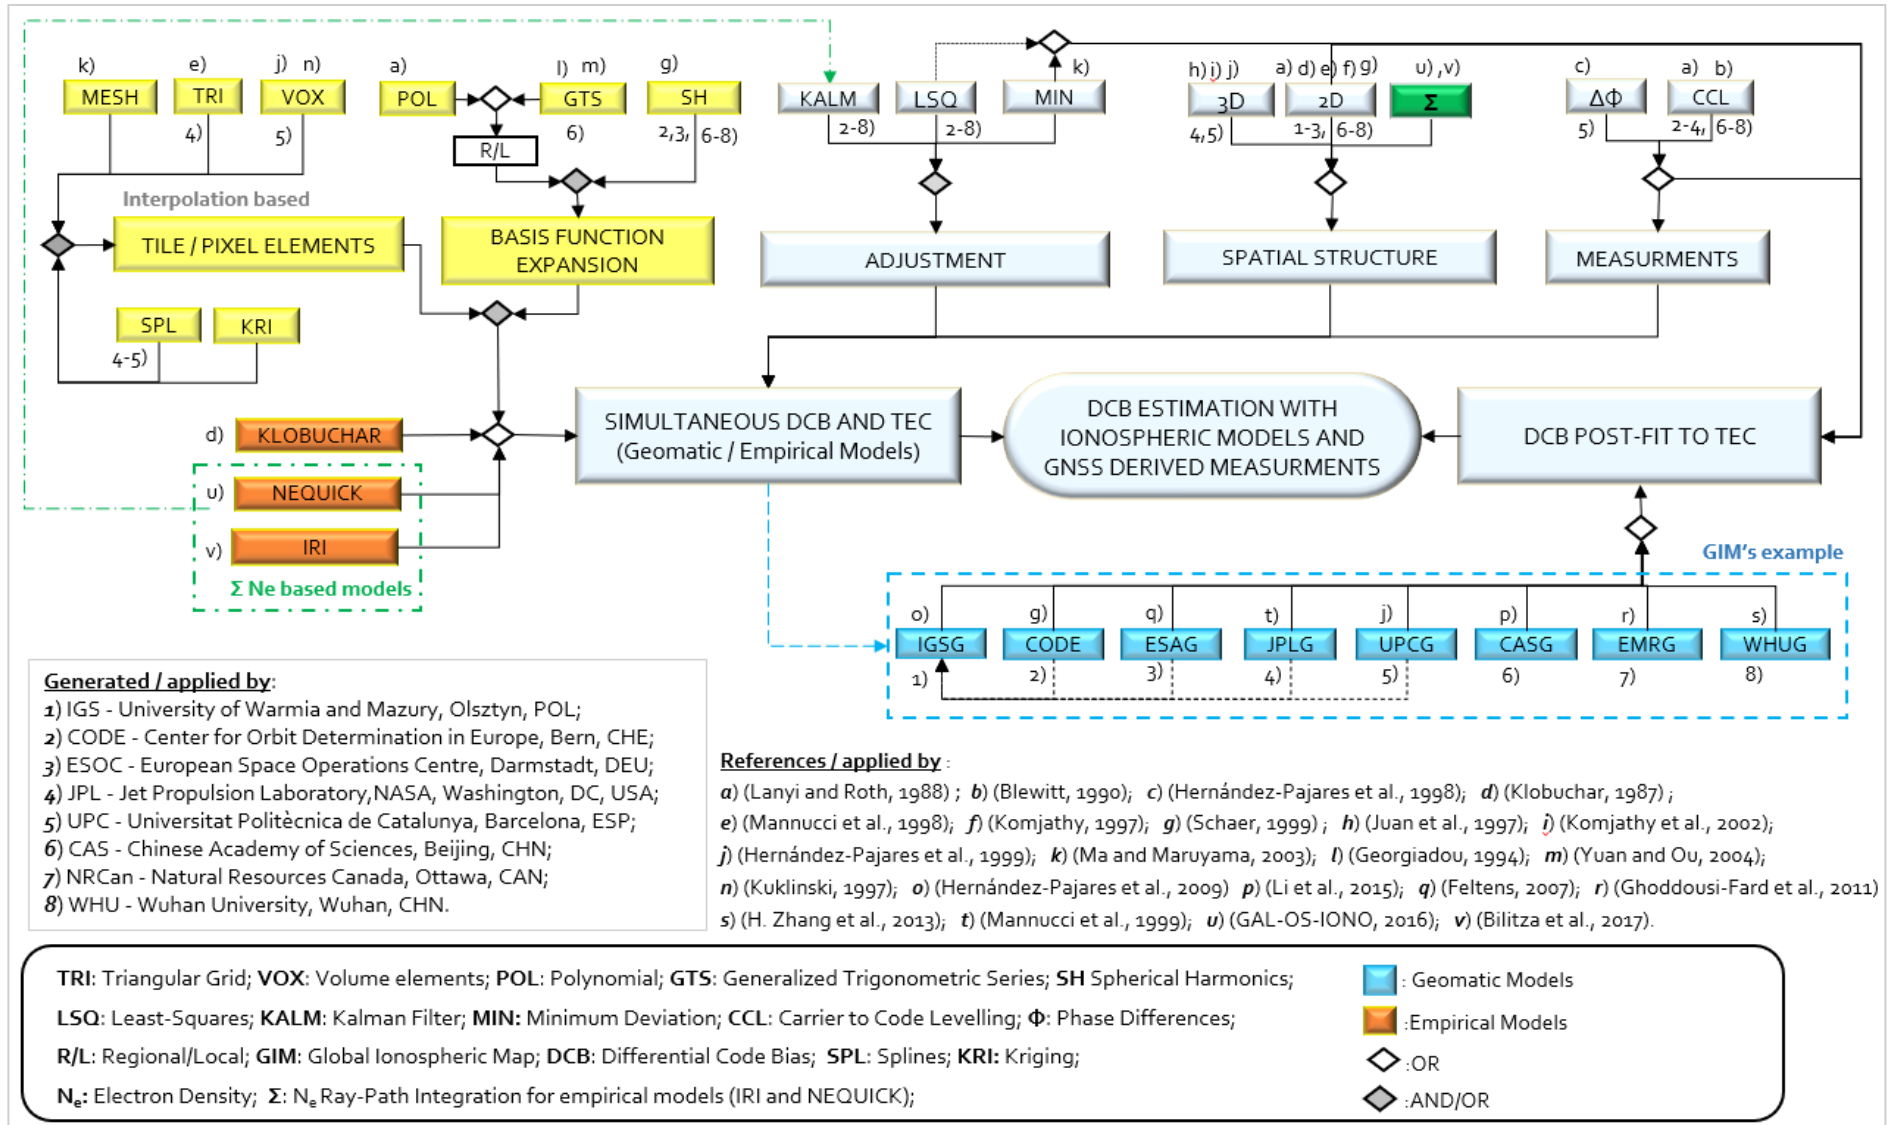 k) e) j) n) a) l) m) g) k) h) i) j) a) d) e) f) g) u) ,v) c) a) b)
MESH TRI VOX POL GTS SH KALM LSQ MIN 3D 2D Σ ΔΦ CCL
4) 5) 6) 2,3, 6-8) 2-8) 2-8) 4,5) 1-3, 6-8) 5) 2-4, 6-8)
R/L
Interpolation based
TILE / PIXEL ELEMENTS
BASIS FUNCTION
EXPANSION
ADJUSTMENT
SPATIAL STRUCTURE
MEASURMENTS
SPL KRI
4-5)
d) KLOBUCHAR
u) NEQUICK
v) IRI
Σ Ne based models
SIMULTANEOUS DCB AND TEC
(Geomatic / Empirical Models)
DCB ESTIMATION WITH
IONOSPHERIC MODELS AND
GNSS DERIVED MEASURMENTS
DCB POST-FIT TO TEC
GIM's example
o) g) q) t) j) p) r) s)
IGSG CODE ESAG JPLG UPCG CASG EMRG WHUG
1) 2) 3) 4) 5) 6) 7) 8)
Generated / applied by:
1) IGS - University of Warmia and Mazury, Olsztyn, POL;
2) CODE - Center for Orbit Determination in Europe, Bern, CHE;
3) ESOC - European Space Operations Centre, Darmstadt, DEU;
4) JPL - Jet Propulsion Laboratory,NASA, Washington, DC, USA;
5) UPC - Universitat Politècnica de Catalunya, Barcelona, ESP;
6) CAS - Chinese Academy of Sciences, Beijing, CHN;
7) NRCan - Natural Resources Canada, Ottawa, CAN;
8) WHU - Wuhan University, Wuhan, CHN.
References / applied by :
a) (Lanyi and Roth, 1988) ; b) (Blewitt, 1990); c) (Hernández-Pajares et al., 1998); d) (Klobuchar, 1987) ;
e) (Mannucci et al., 1998); f) (Komjathy, 1997); g) (Schaer, 1999) ; h) (Juan et al., 1997); i) (Komjathy et al., 2002);
j) (Hernández-Pajares et al., 1999); k) (Ma and Maruyama, 2003); l) (Georgiadou, 1994); m) (Yuan and Ou, 2004);
n) (Kuklinski, 1997); o) (Hernández-Pajares et al., 2009) p) (Li et al., 2015); q) (Feltens, 2007); r) (Ghoddousi-Fard et al., 2011)
s) (H. Zhang et al., 2013); t) (Mannucci et al., 1999); u) (GAL-OS-IONO, 2016); v) (Bilitza et al., 2017).
TRI: Triangular Grid; VOX: Volume elements; POL: Polynomial; GTS: Generalized Trigonometric Series; SH Spherical Harmonics;
LSQ: Least-Squares; KALM: Kalman Filter; MIN: Minimum Deviation; CCL: Carrier to Code Levelling; Φ: Phase Differences;
R/L: Regional/Local; GIM: Global Ionospheric Map; DCB: Differential Code Bias; SPL: Splines; KRI: Kriging;
Ne: Electron Density; Σ: Ne Ray-Path Integration for empirical models (IRI and NEQUICK);
: Geomatic Models
:Empirical Models
:OR
:AND/OR